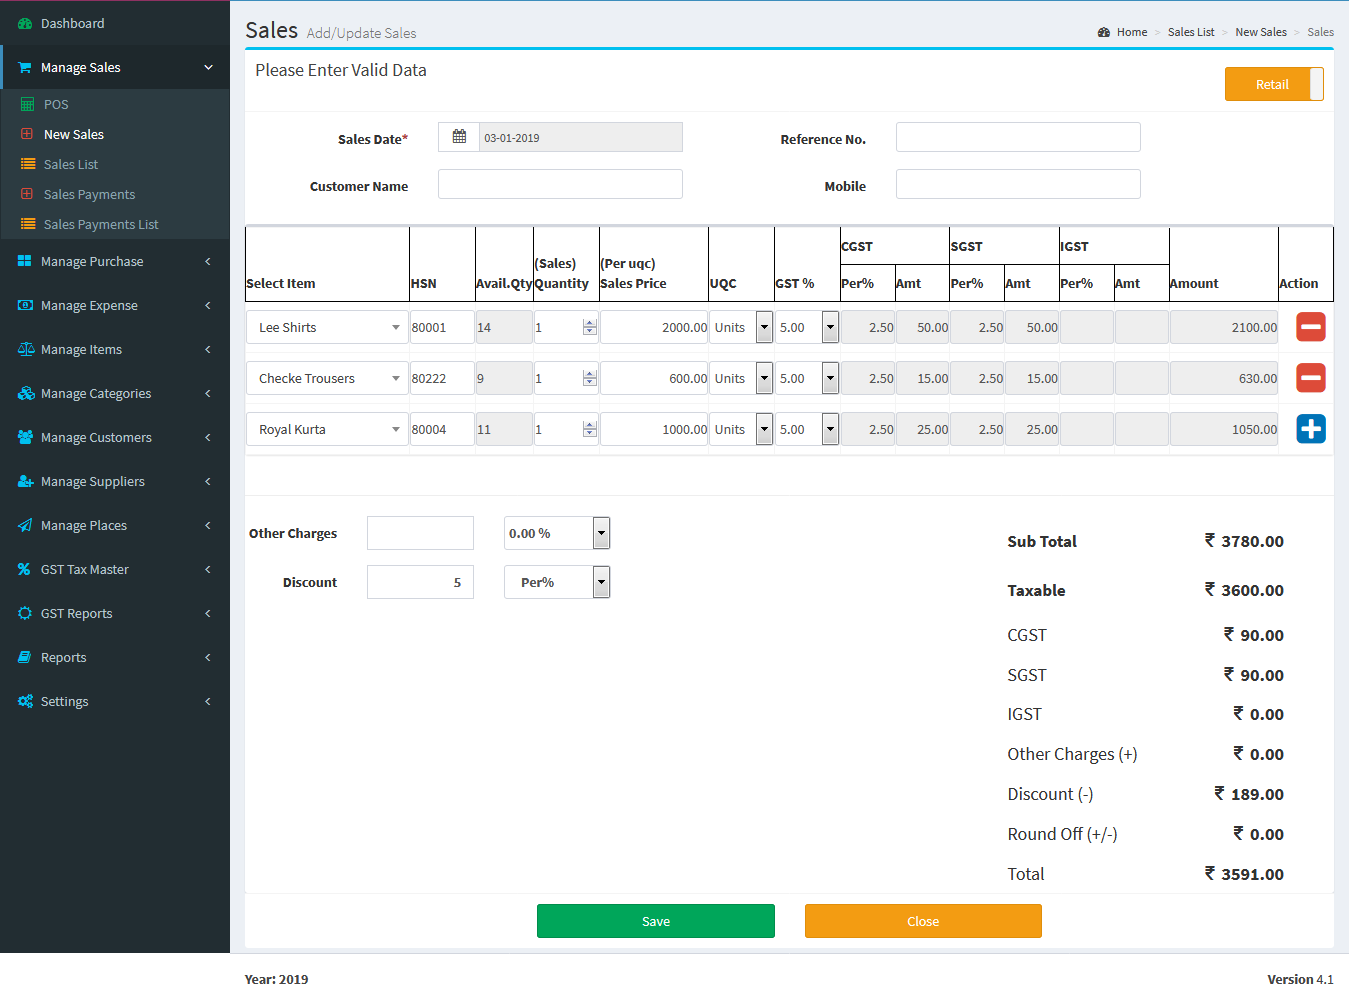 Dashboard
Manage Sales
POS
New Sales
Sales List
Sales Payments
Sales Payments List
Manage Purchase
Manage Expense
Manage Items
Manage Categories
Manage Customers
Manage Suppliers
Manage Places
GST Tax Master
GST Reports
Reports
Settings
Sales Add/Update Sales
Home > Sales List > New Sales > Sales
Please Enter Valid Data
Retail
Sales Date* 03-01-2019 Reference No.
Customer Name Mobile
CGST SGST IGST
(Sales) (Per uqc)
Select Item HSN Avail.Qty Quantity Sales Price UQC GST % Per% Amt Per% Amt Per% Amt Amount Action
Lee Shirts 80001 14 1 2000.00 Units 5.00 2.50 50.00 2.50 50.00 2100.00
Checke Trousers 80222 9 1 600.00 Units 5.00 2.50 15.00 2.50 15.00 630.00
Royal Kurta 80004 11 1 1000.00 Units 5.00 2.50 25.00 2.50 25.00 1050.00
Other Charges 0.00 %
Discount 5 Per%
Sub Total ₹ 3780.00
Taxable ₹ 3600.00
CGST ₹ 90.00
SGST ₹ 90.00
IGST ₹ 0.00
Other Charges (+) ₹ 0.00
Discount (-) ₹ 189.00
Round Off (+/-) ₹ 0.00
Total ₹ 3591.00
Save Close
Year: 2019 Version 4.1